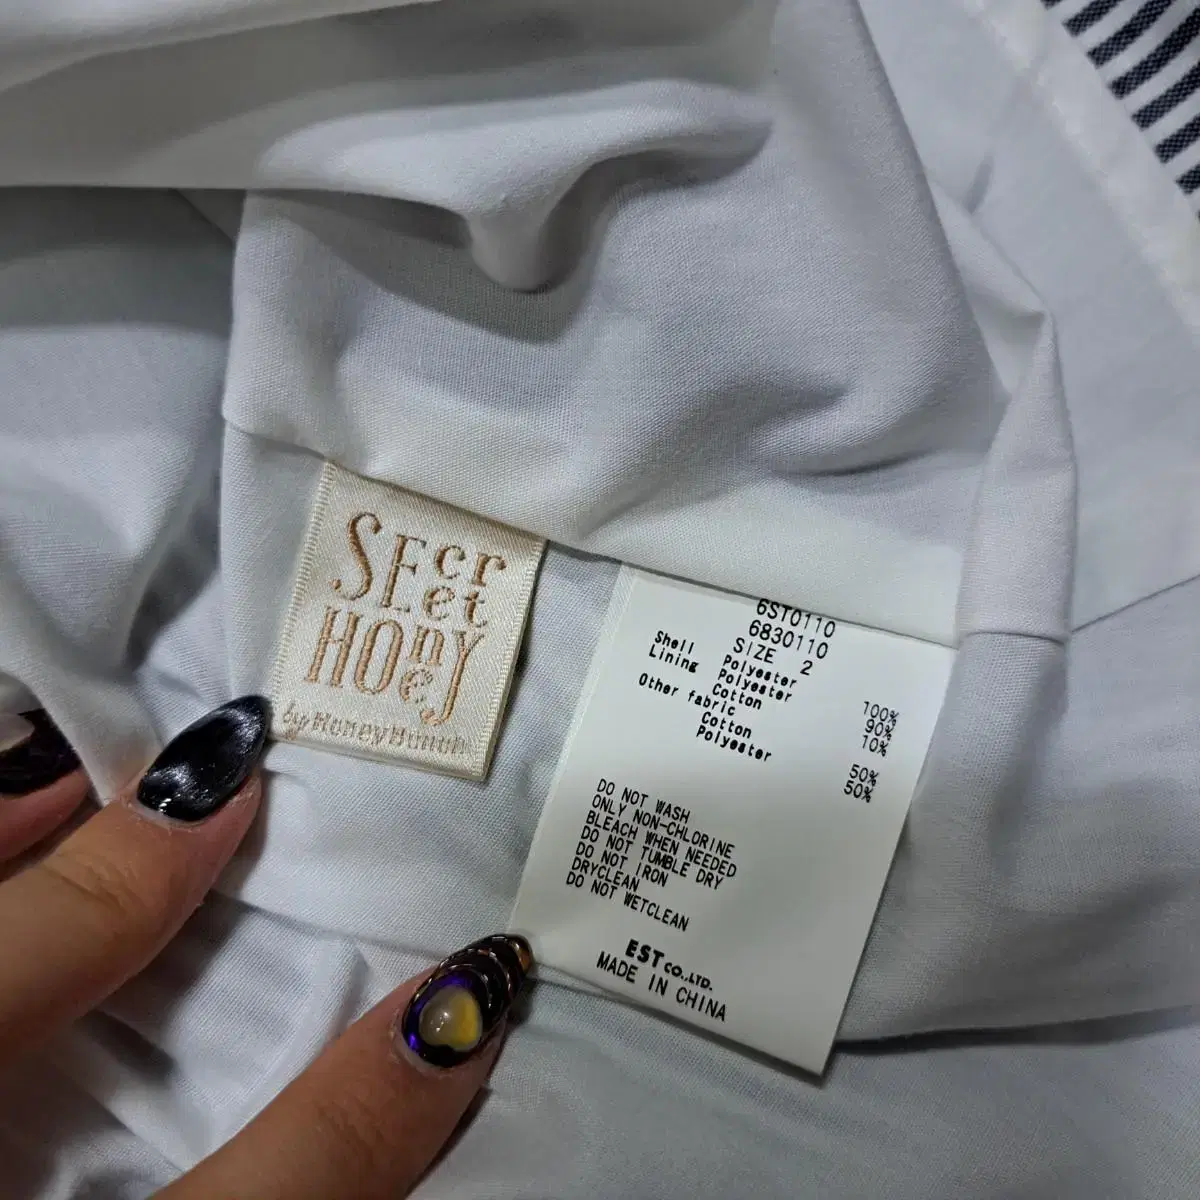 SEcret
HOneY
by HoneyBunch
6ST0110
6830110
SIZE 2
Shell Polyester 100%
Lining Polyester 90%
Cotton 10%
Other fabric
Cotton 50%
Polyester 50%
DO NOT WASH
ONLY NON-CHLORINE
BLEACH WHEN NEEDED
DO NOT TUMBLE DRY
DO NOT IRON
DRYCLEAN
DO NOT WETCLEAN
EST CO.,LTD.
MADE IN CHINA